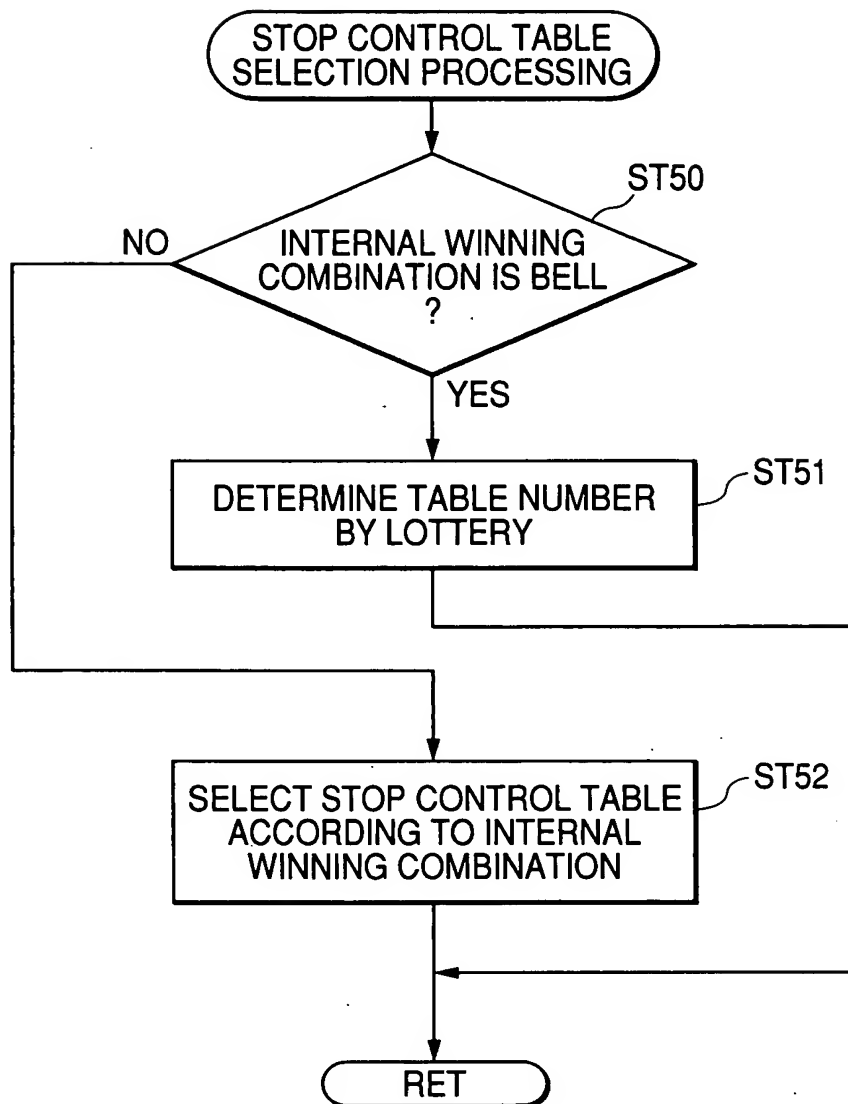 STOP CONTROL TABLE
SELECTION PROCESSING
ST50
NO
INTERNAL WINNING
COMBINATION IS BELL
?
YES
ST51
DETERMINE TABLE NUMBER
BY LOTTERY
ST52
SELECT STOP CONTROL TABLE
ACCORDING TO INTERNAL
WINNING COMBINATION
RET